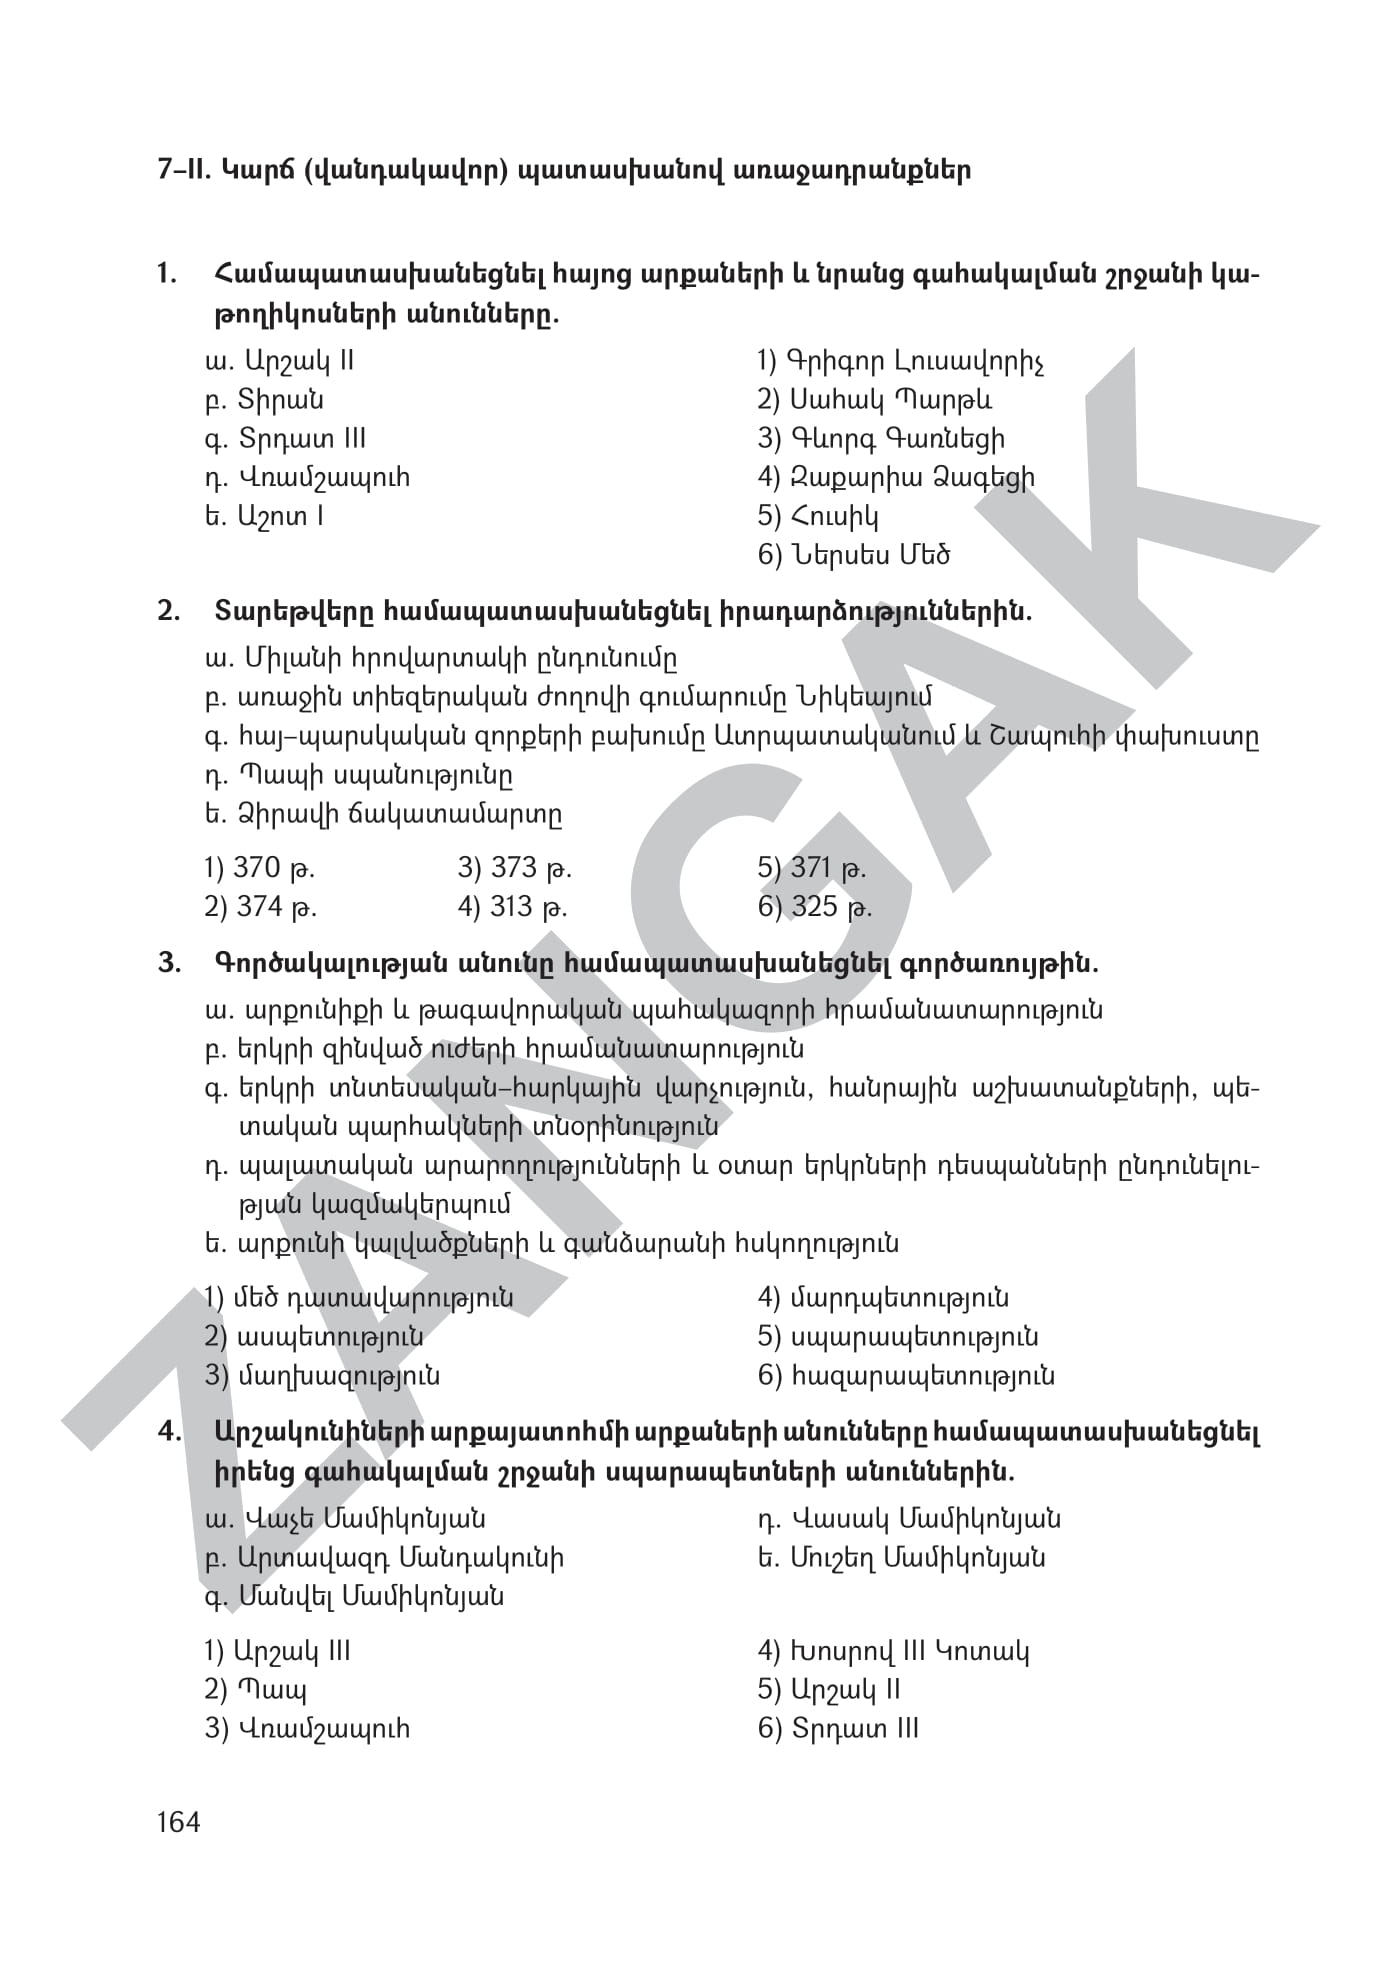 7–II. Կարճ (վանդակավոր) պատասխանով առաջադրանքներ
1. Համապատասխանեցնել հայոց արքաների և նրանց գահակալման շրջանի կա-
թողիկոսների անունները.
ա. Արշակ II
բ. Տիրան
գ. Տրդատ III
դ. Վռամշապուհ
ե. Աշոտ I
1) Գրիգոր Լուսավորիչ
2) Սահակ Պարթև
3) Գևորգ Գառնեցի
4) Զաքարիա Ձագեցի
5) Հուսիկ
6) Ներսես Մեծ
2. Տարեթվերը համապատասխանեցնել իրադարձություններին.
ա. Միլանի հրովարտակի ընդունումը
բ. առաջին տիեզերական ժողովի գումարումը Նիկեայում
գ. հայ–պարսկական զորքերի բախումը Ատրպատականում և Շապուհի փախուստը
դ. Պապի սպանությունը
ե. Ձիրավի ճակատամարտը
1) 370 թ. 3) 373 թ. 5) 371 թ.
2) 374 թ. 4) 313 թ. 6) 325 թ.
3. Գործակալության անունը համապատասխանեցնել գործառույթին.
ա. արքունիքի և թագավորական պահակազորի հրամանատարություն
բ. երկրի զինված ուժերի հրամանատարություն
գ. երկրի տնտեսական–հարկային վարչություն, հանրային աշխատանքների, պե-
տական պարհակների տնօրինություն
դ. պալատական արարողությունների և օտար երկրների դեսպանների ընդունելու-
թյան կազմակերպում
ե. արքունի կալվածքների և գանձարանի հսկողություն
1) մեծ դատավարություն
2) ասպետություն
3) մաղխազություն
4) մարդպետություն
5) սպարապետություն
6) հազարապետություն
4. Արշակունիների արքայատոհմի արքաների անունները համապատասխանեցնել
իրենց գահակալման շրջանի սպարապետների անուններին.
ա. Վաչե Մամիկոնյան
բ. Արտավազդ Մանդակունի
գ. Մանվել Մամիկոնյան
դ. Վասակ Մամիկոնյան
ե. Մուշեղ Մամիկոնյան
1) Արշակ III
2) Պապ
3) Վռամշապուհ
4) Խոսրով III Կոտակ
5) Արշակ II
6) Տրդատ III
164
ZANGAK